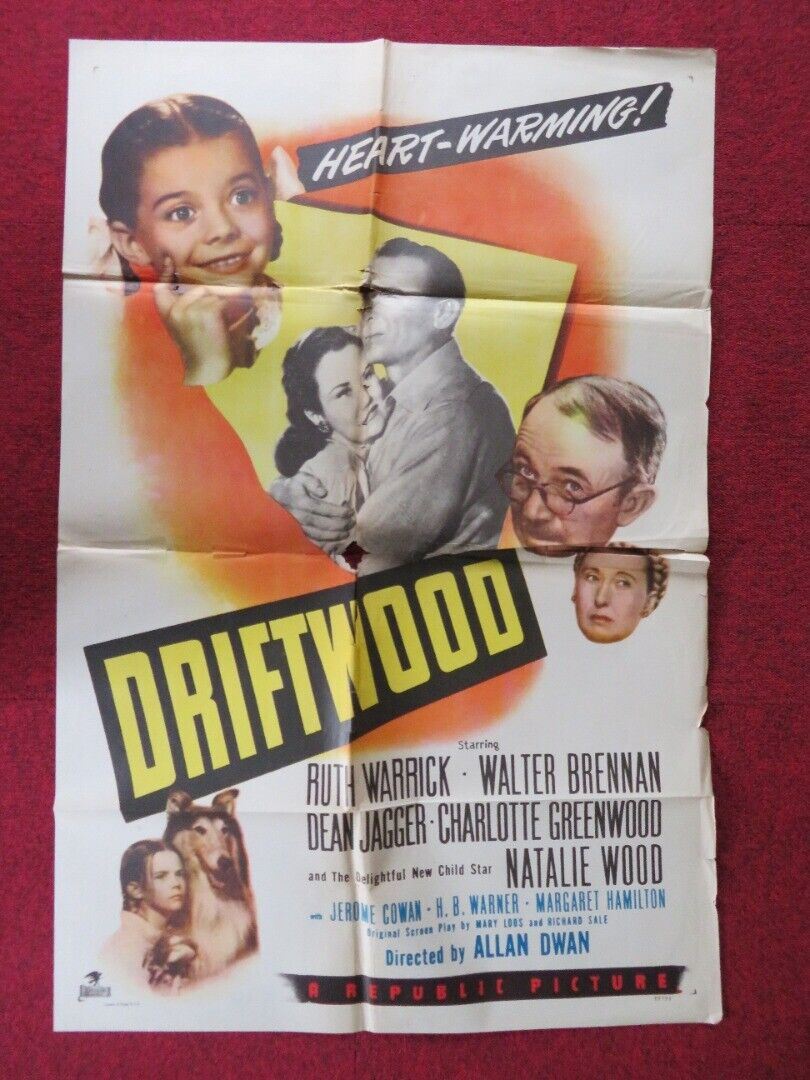 HEART-WARMING!
DRIFTWOOD
Starring
RUTH WARRICK · WALTER BRENNAN
DEAN JAGGER · CHARLOTTE GREENWOOD
and The Delightful New Child Star NATALIE WOOD
with JEROME COWAN · H. B. WARNER · MARGARET HAMILTON
Original Screen Play by MARY LOOS and RICHARD SALE
Directed by ALLAN DWAN
A REPUBLIC PICTURE